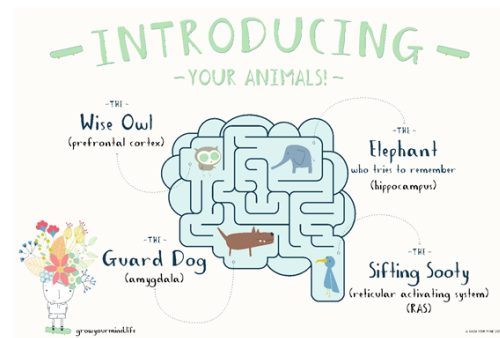 INTRODUCING
~YOUR ANIMALS!~
-THE-
Wise Owl
(prefrontal cortex)
-THE-
Elephant
who tries to remember
(hippocampus)
-THE-
Guard Dog
(amygdala)
-THE-
Sifting Sooty
(reticular activating system)
(RAS)
growyourmind.life